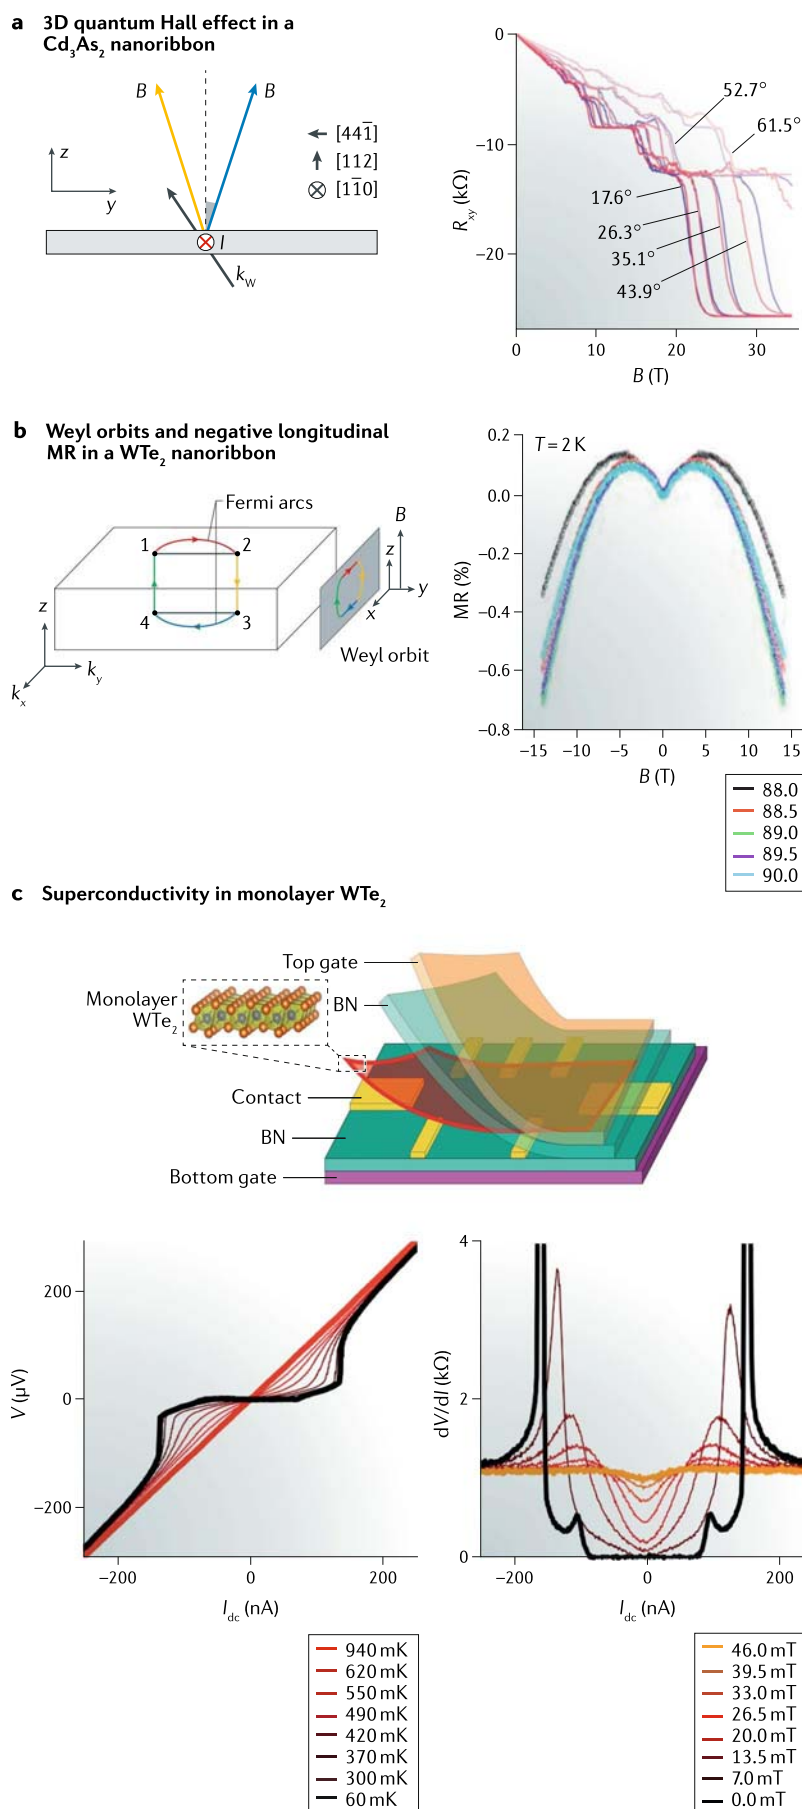 a 3D quantum Hall effect in a
Cd₃As₂ nanoribbon
B
B
[441̄]
[112]
[11̄0]
z
y
I
k_W
0
−10
−20
R_xy (kΩ)
52.7°
61.5°
17.6°
26.3°
35.1°
43.9°
0
10
20
30
B (T)
b Weyl orbits and negative longitudinal
MR in a WTe₂ nanoribbon
Fermi arcs
1
2
4
3
z
k_y
k_x
B
z
y
x
Weyl orbit
T = 2 K
0.2
0.0
−0.2
−0.4
−0.6
−0.8
MR (%)
−15
−10
−5
0
5
10
15
B (T)
88.0
88.5
89.0
89.5
90.0
c Superconductivity in monolayer WTe₂
Top gate
Monolayer
WTe₂
BN
Contact
BN
Bottom gate
200
0
−200
V (µV)
−200
0
200
I_dc (nA)
940 mK
620 mK
550 mK
490 mK
420 mK
370 mK
300 mK
60 mK
4
2
0
dV/dI (kΩ)
−200
0
200
I_dc (nA)
46.0 mT
39.5 mT
33.0 mT
26.5 mT
20.0 mT
13.5 mT
7.0 mT
0.0 mT